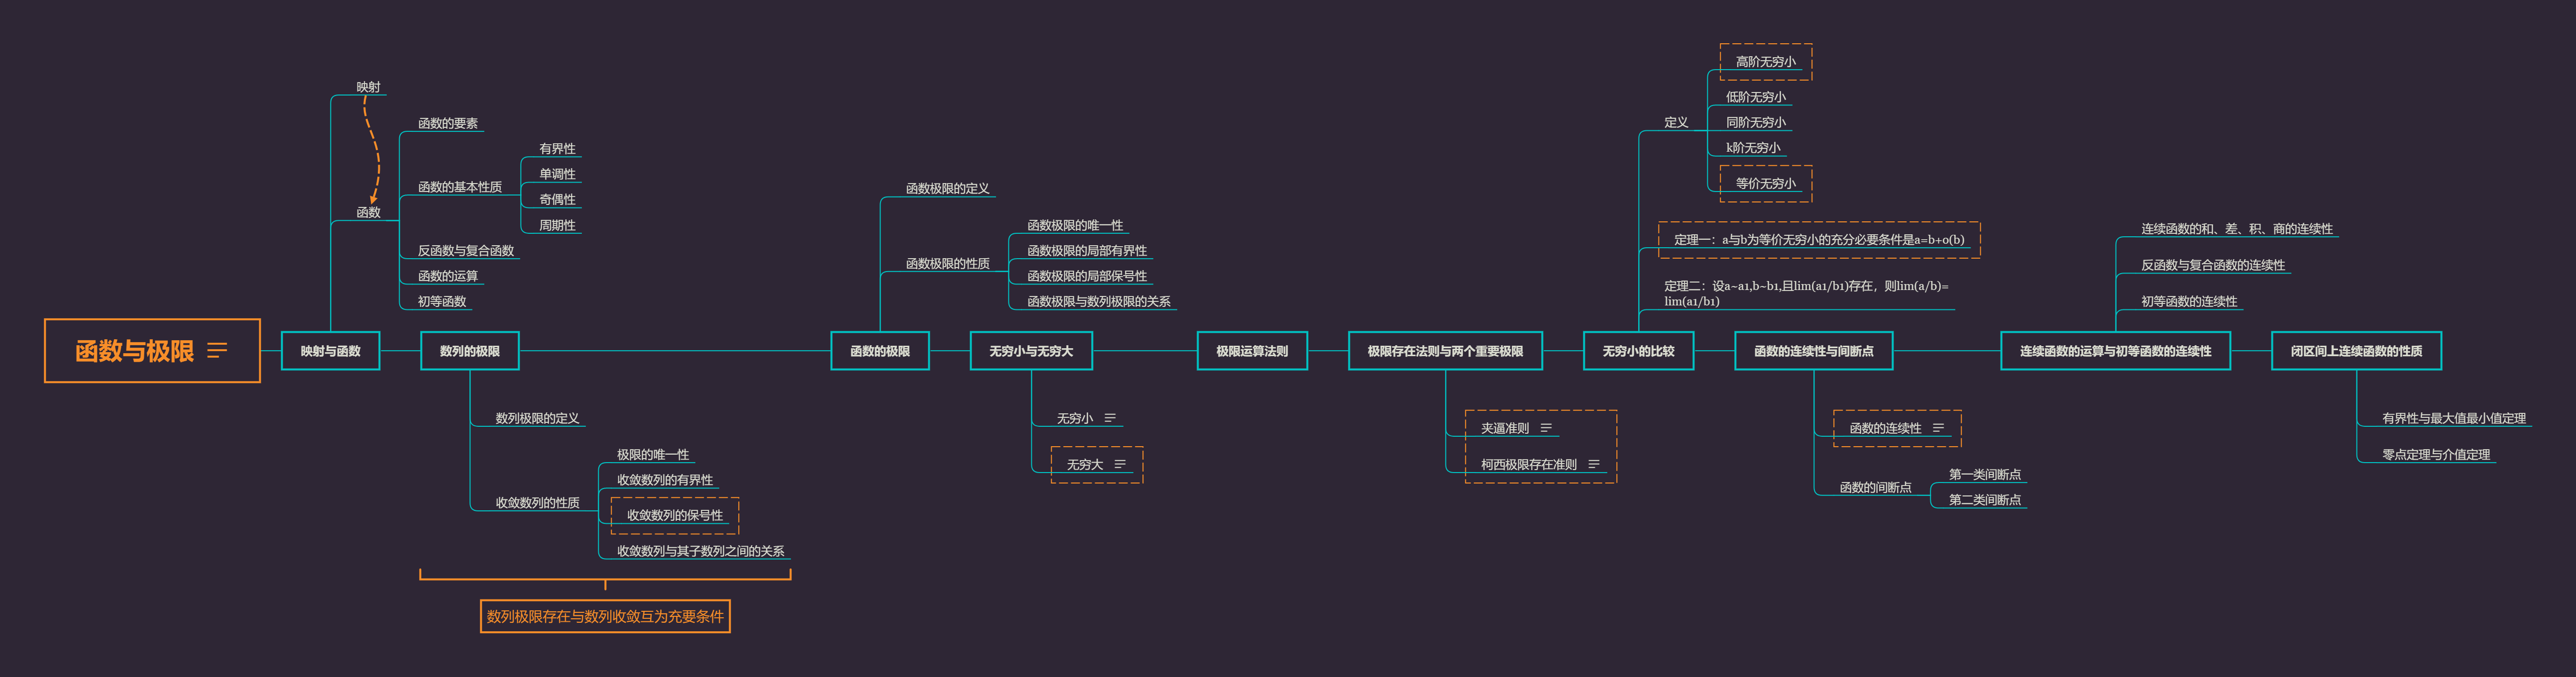 函数与极限
映射与函数
映射
函数
函数的要素
函数的基本性质
有界性
单调性
奇偶性
周期性
反函数与复合函数
函数的运算
初等函数
数列的极限
数列极限的定义
收敛数列的性质
极限的唯一性
收敛数列的有界性
收敛数列的保号性
收敛数列与其子数列之间的关系
数列极限存在与数列收敛互为充要条件
函数的极限
函数极限的定义
函数极限的性质
函数极限的唯一性
函数极限的局部有界性
函数极限的局部保号性
函数极限与数列极限的关系
无穷小与无穷大
无穷小
无穷大
极限运算法则
极限存在法则与两个重要极限
夹逼准则
柯西极限存在准则
无穷小的比较
定义
高阶无穷小
低阶无穷小
同阶无穷小
k阶无穷小
等价无穷小
定理一：a与b为等价无穷小的充分必要条件是a=b+o(b)
定理二：设a~a1,b~b1,且lim(a1/b1)存在，则lim(a/b)=
lim(a1/b1)
函数的连续性与间断点
函数的连续性
函数的间断点
第一类间断点
第二类间断点
连续函数的运算与初等函数的连续性
连续函数的和、差、积、商的连续性
反函数与复合函数的连续性
初等函数的连续性
闭区间上连续函数的性质
有界性与最大值最小值定理
零点定理与介值定理